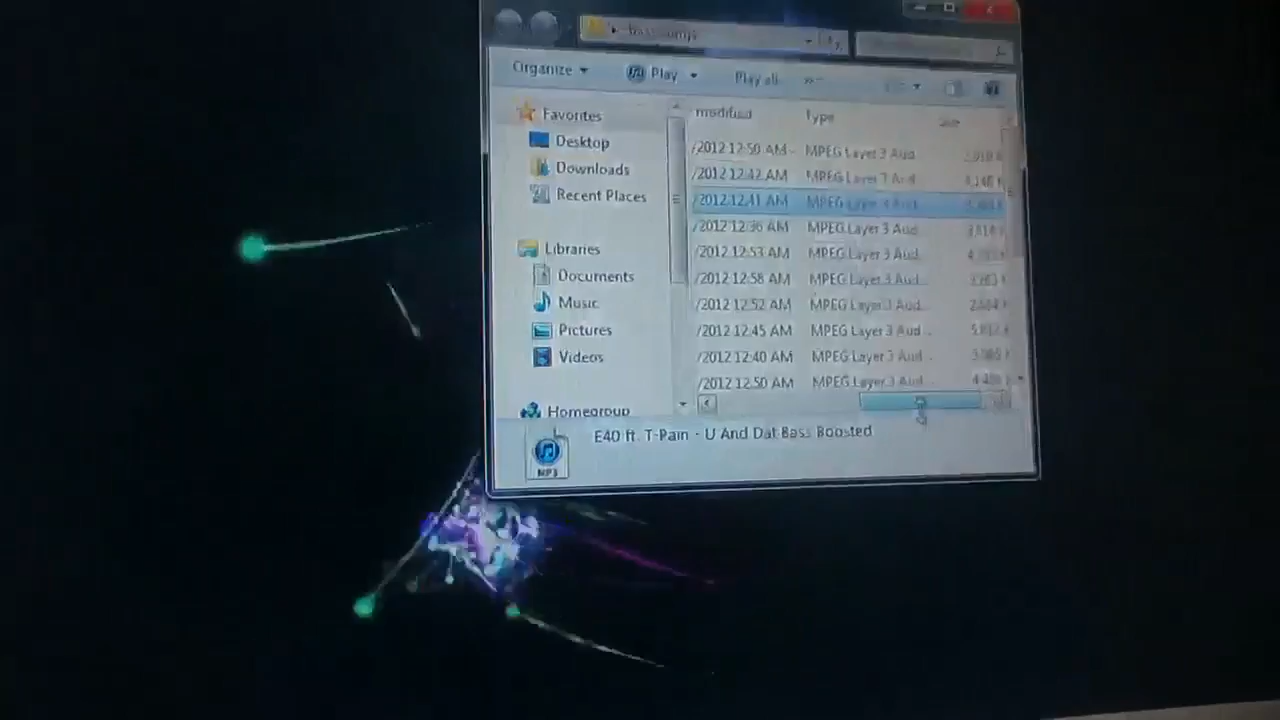 Organize
Play
Play all
Favorites
Desktop
Downloads
Recent Places
Libraries
Documents
Music
Pictures
Videos
Homegroup
modified Type
/2012 12:50 AM MPEG Layer 3 Aud...
/2012 12:42 AM MPEG Layer 3 Aud...
/2012 12:41 AM MPEG Layer 3 Aud...
/2012 12:36 AM MPEG Layer 3 Aud...
/2012 12:53 AM MPEG Layer 3 Aud...
/2012 12:58 AM MPEG Layer 3 Aud...
/2012 12:52 AM MPEG Layer 3 Aud...
/2012 12:45 AM MPEG Layer 3 Aud...
/2012 12:40 AM MPEG Layer 3 Aud...
/2012 12:50 AM MPEG Layer 3 Aud...
E40 ft. T-Pain - U And Dat Bass Boosted
MP3